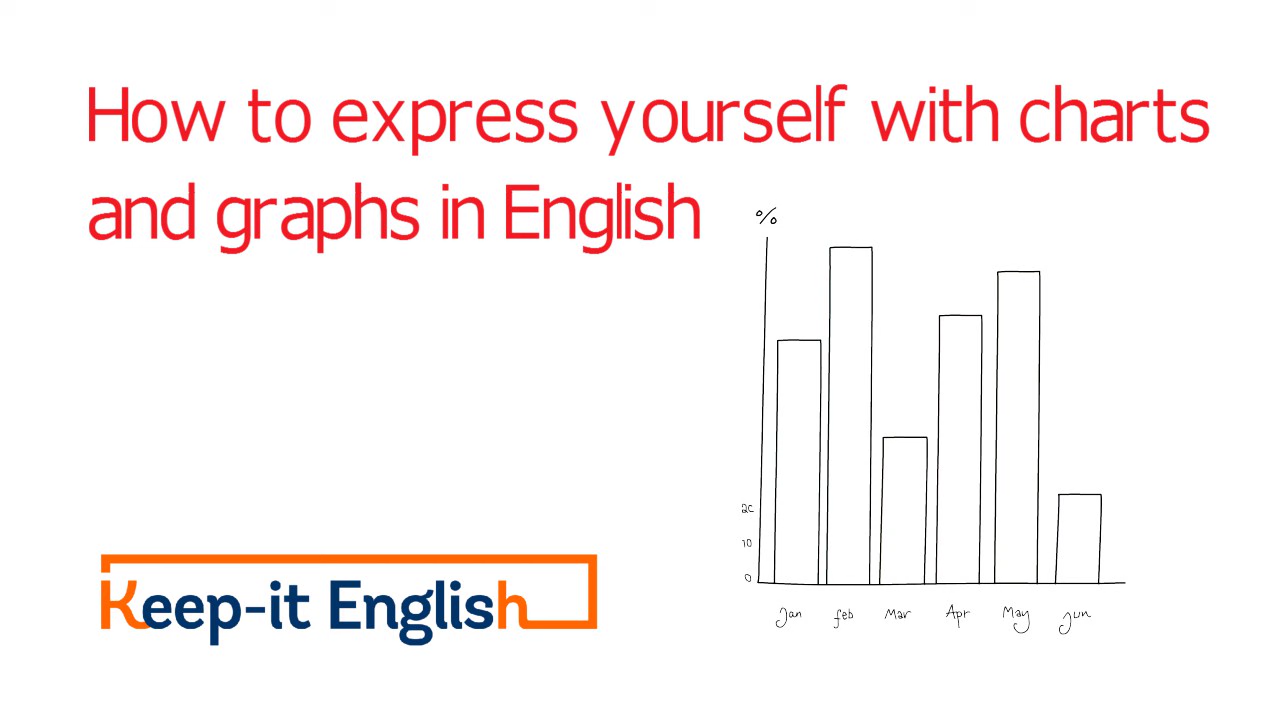 How to express yourself with charts
and graphs in English
%
20
10
0
Jan feb Mar Apr May Jun
Keep-it English